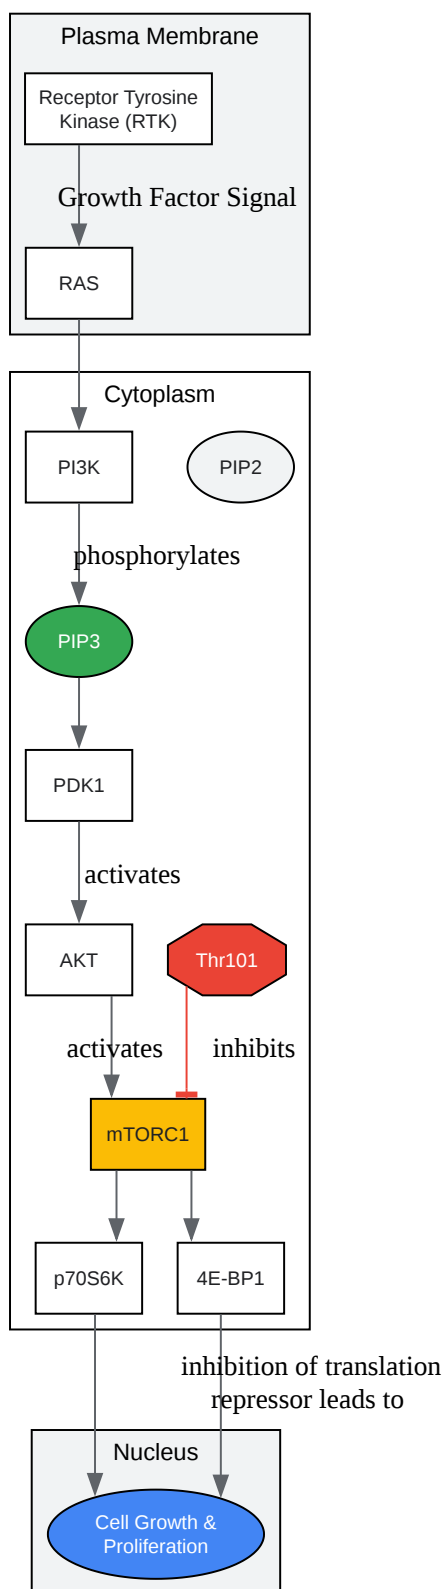 Plasma Membrane
Receptor Tyrosine
Kinase (RTK)
Growth Factor Signal
RAS
Cytoplasm
PI3K
PIP2
phosphorylates
PIP3
PDK1
activates
AKT
Thr101
activates
inhibits
mTORC1
p70S6K
4E-BP1
inhibition of translation
repressor leads to
Nucleus
Cell Growth &
Proliferation